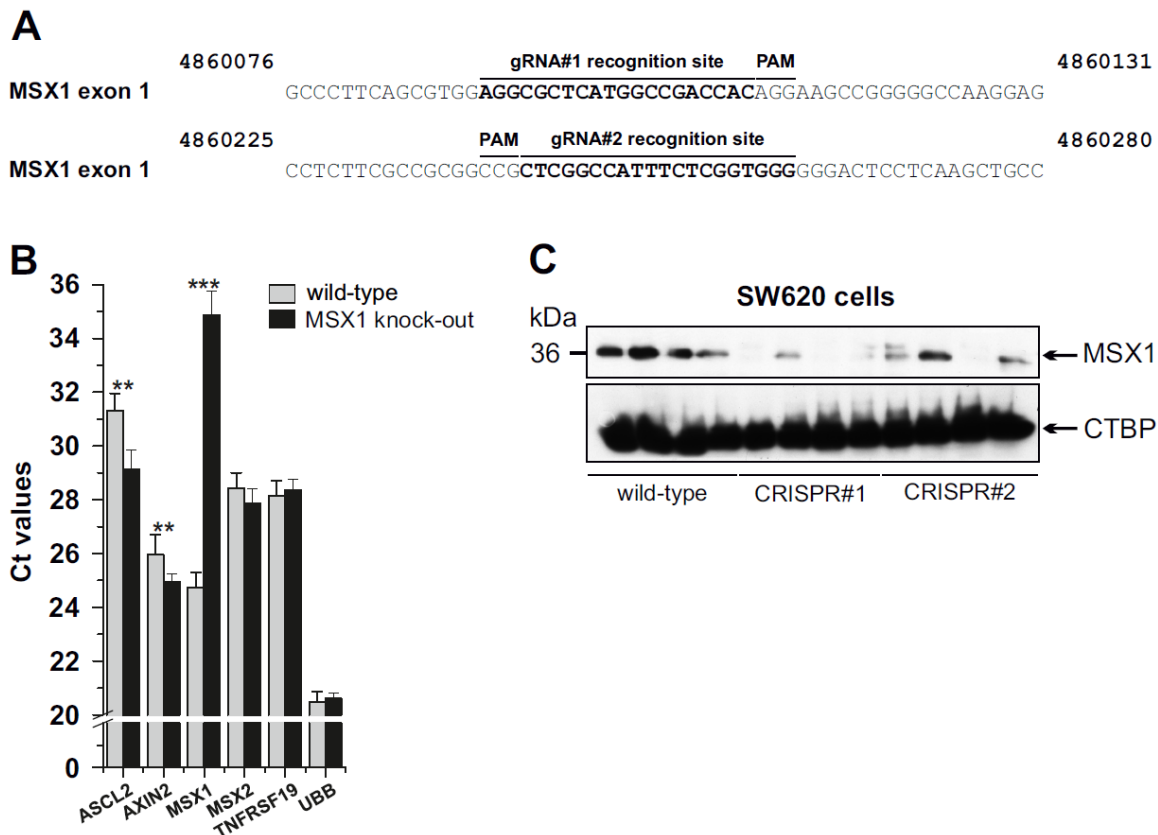 A
4860076 gRNA#1 recognition site PAM 4860131
MSX1 exon 1 GCCCTTCAGCGTGGAGGCGCTCATGGCCGACCACAGGAAGCCGGGGGCCAAGGAG
4860225 PAM gRNA#2 recognition site 4860280
MSX1 exon 1 CCTCTTCGCCGCGGCCGCTCGGCCATTTCTCGGTGGGGGGACTCCTCAAGCTGCC
B
36
34
32
30
28
26
24
22
20
0
Ct values
**
**
***
wild-type
MSX1 knock-out
ASCL2
AXIN2
MSX1
MSX2
TNFRSF19
UBB
C
SW620 cells
kDa
36
MSX1
CTBP
wild-type CRISPR#1 CRISPR#2